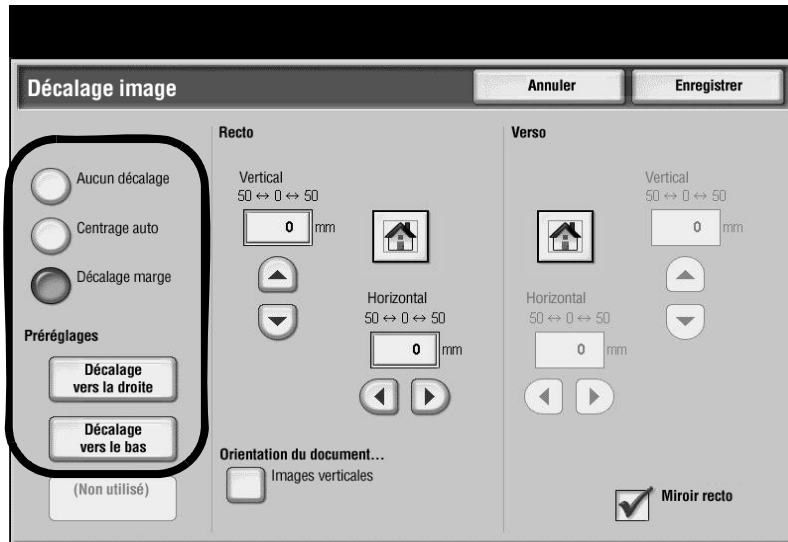 Décalage image
Annuler
Enregistrer
Aucun décalage
Centrage auto
Décalage marge
Préréglages
Décalage
vers la droite
Décalage
vers le bas
(Non utilisé)
Recto
Vertical
50 ↔ 0 ↔ 50
0 mm
Horizontal
50 ↔ 0 ↔ 50
0 mm
Orientation du document...
Images verticales
Verso
Vertical
50 ↔ 0 ↔ 50
0 mm
Horizontal
50 ↔ 0 ↔ 50
0 mm
Miroir recto